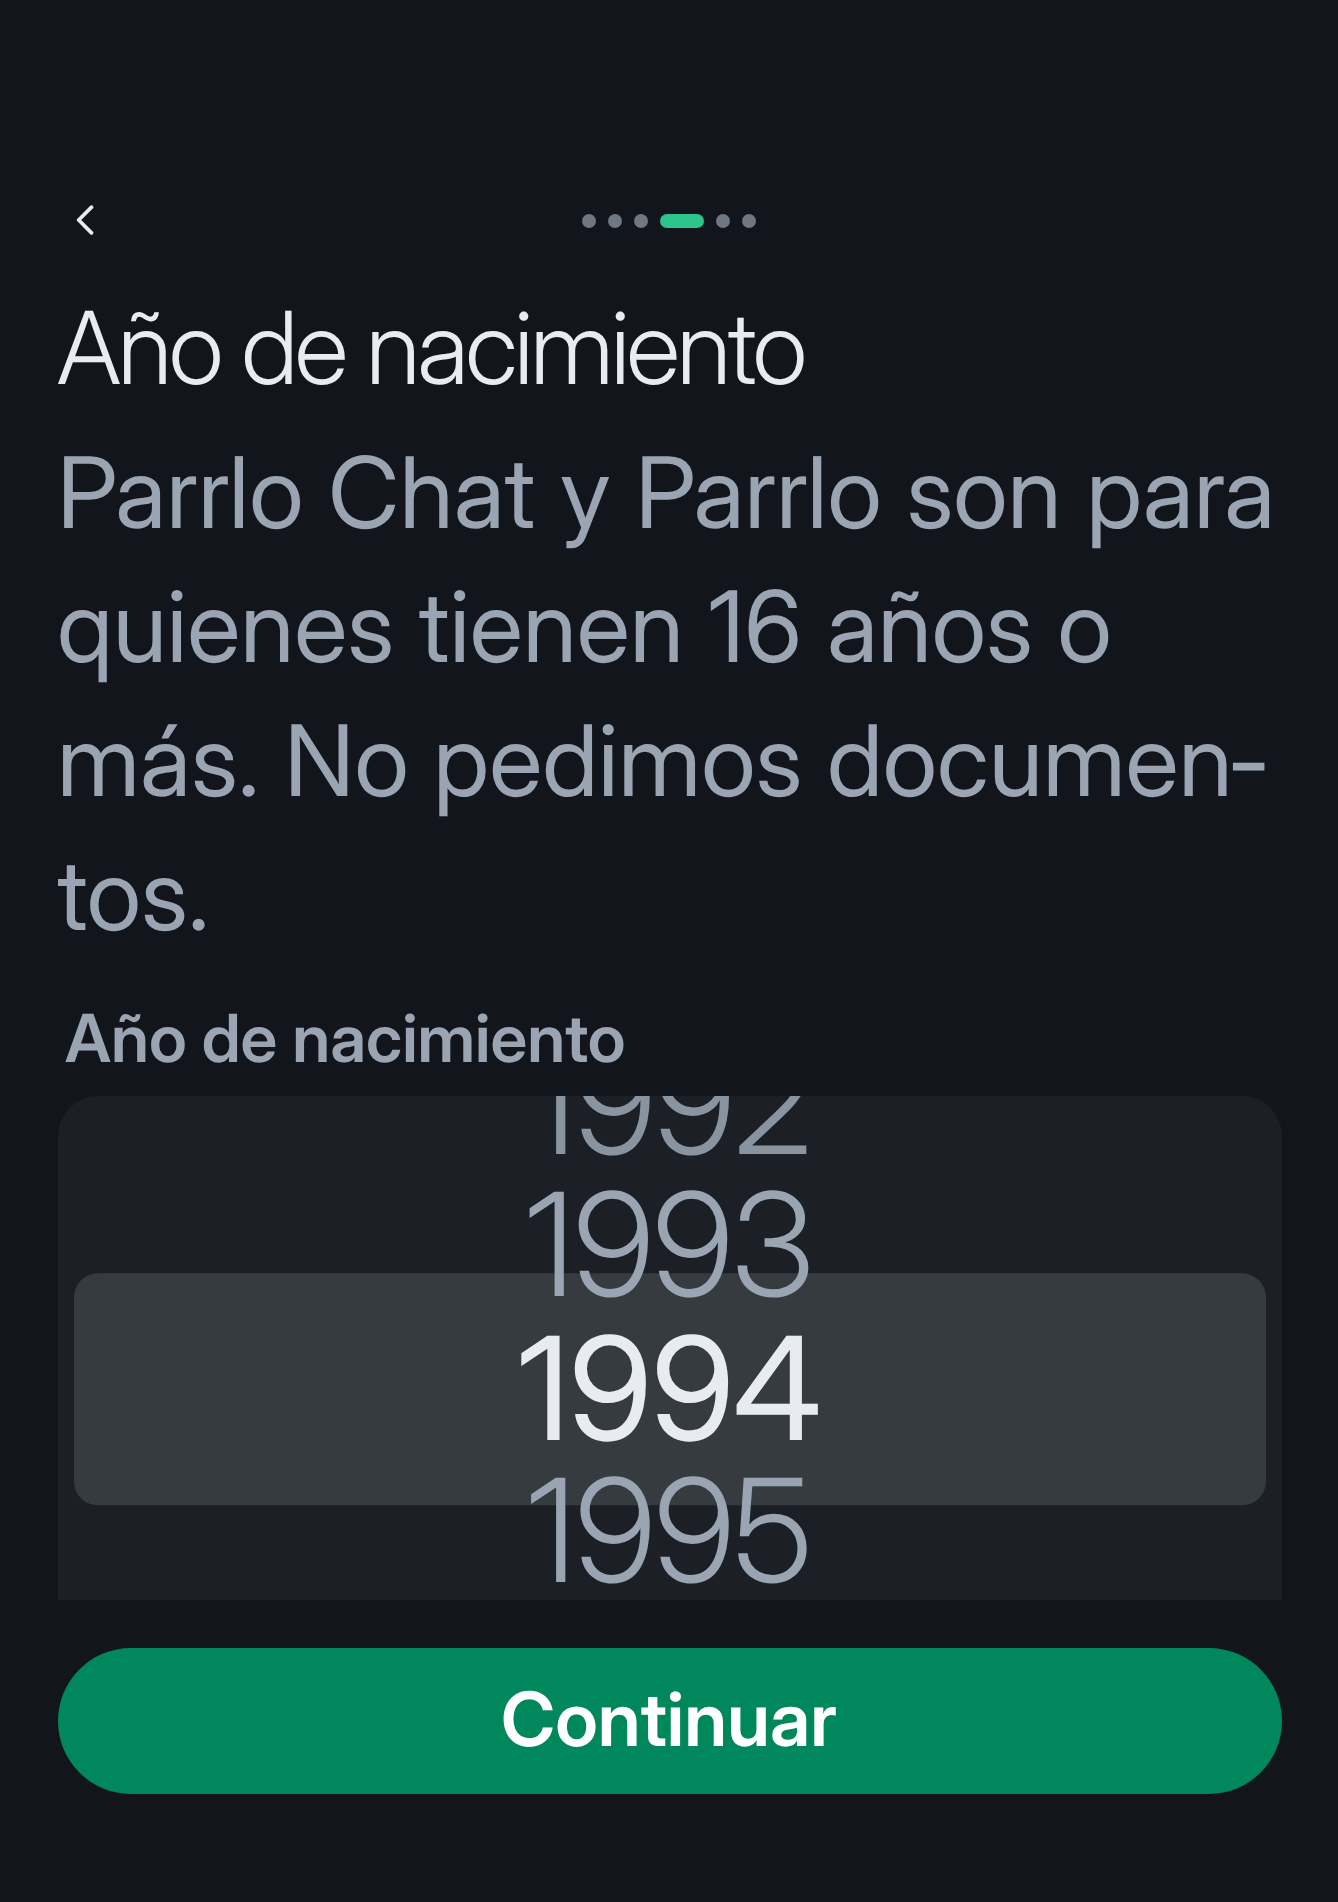 Año de nacimiento
Parrlo Chat y Parrlo son para
quienes tienen 16 años o
más. No pedimos documen-
tos.
Año de nacimiento
1992
1993
1994
1995
Continuar